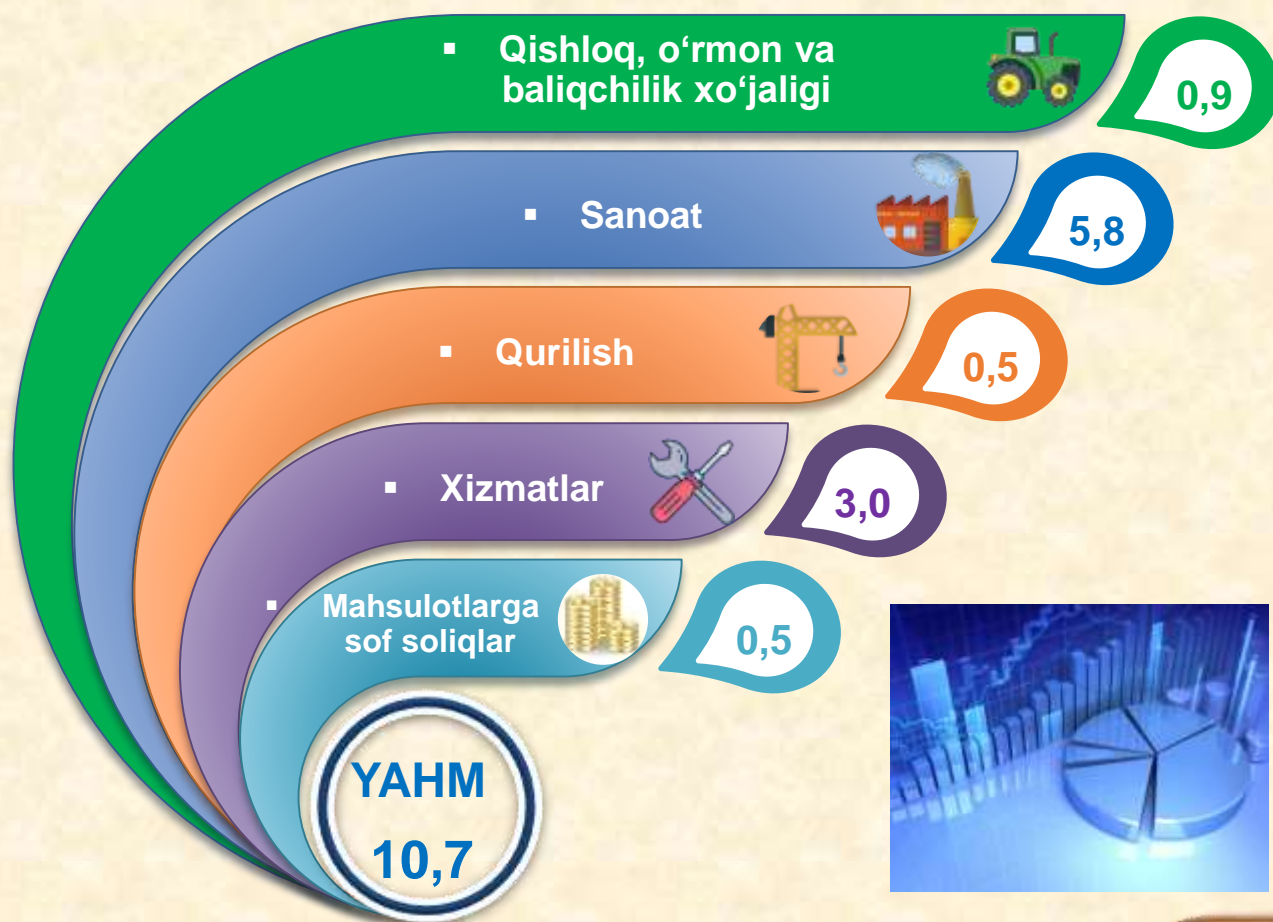 ▪ Qishloq, o‘rmon va
baliqchilik xo‘jaligi
0,9
▪ Sanoat
5,8
▪ Qurilish
0,5
▪ Xizmatlar
3,0
▪ Mahsulotlarga
sof soliqlar
0,5
YAHM
10,7